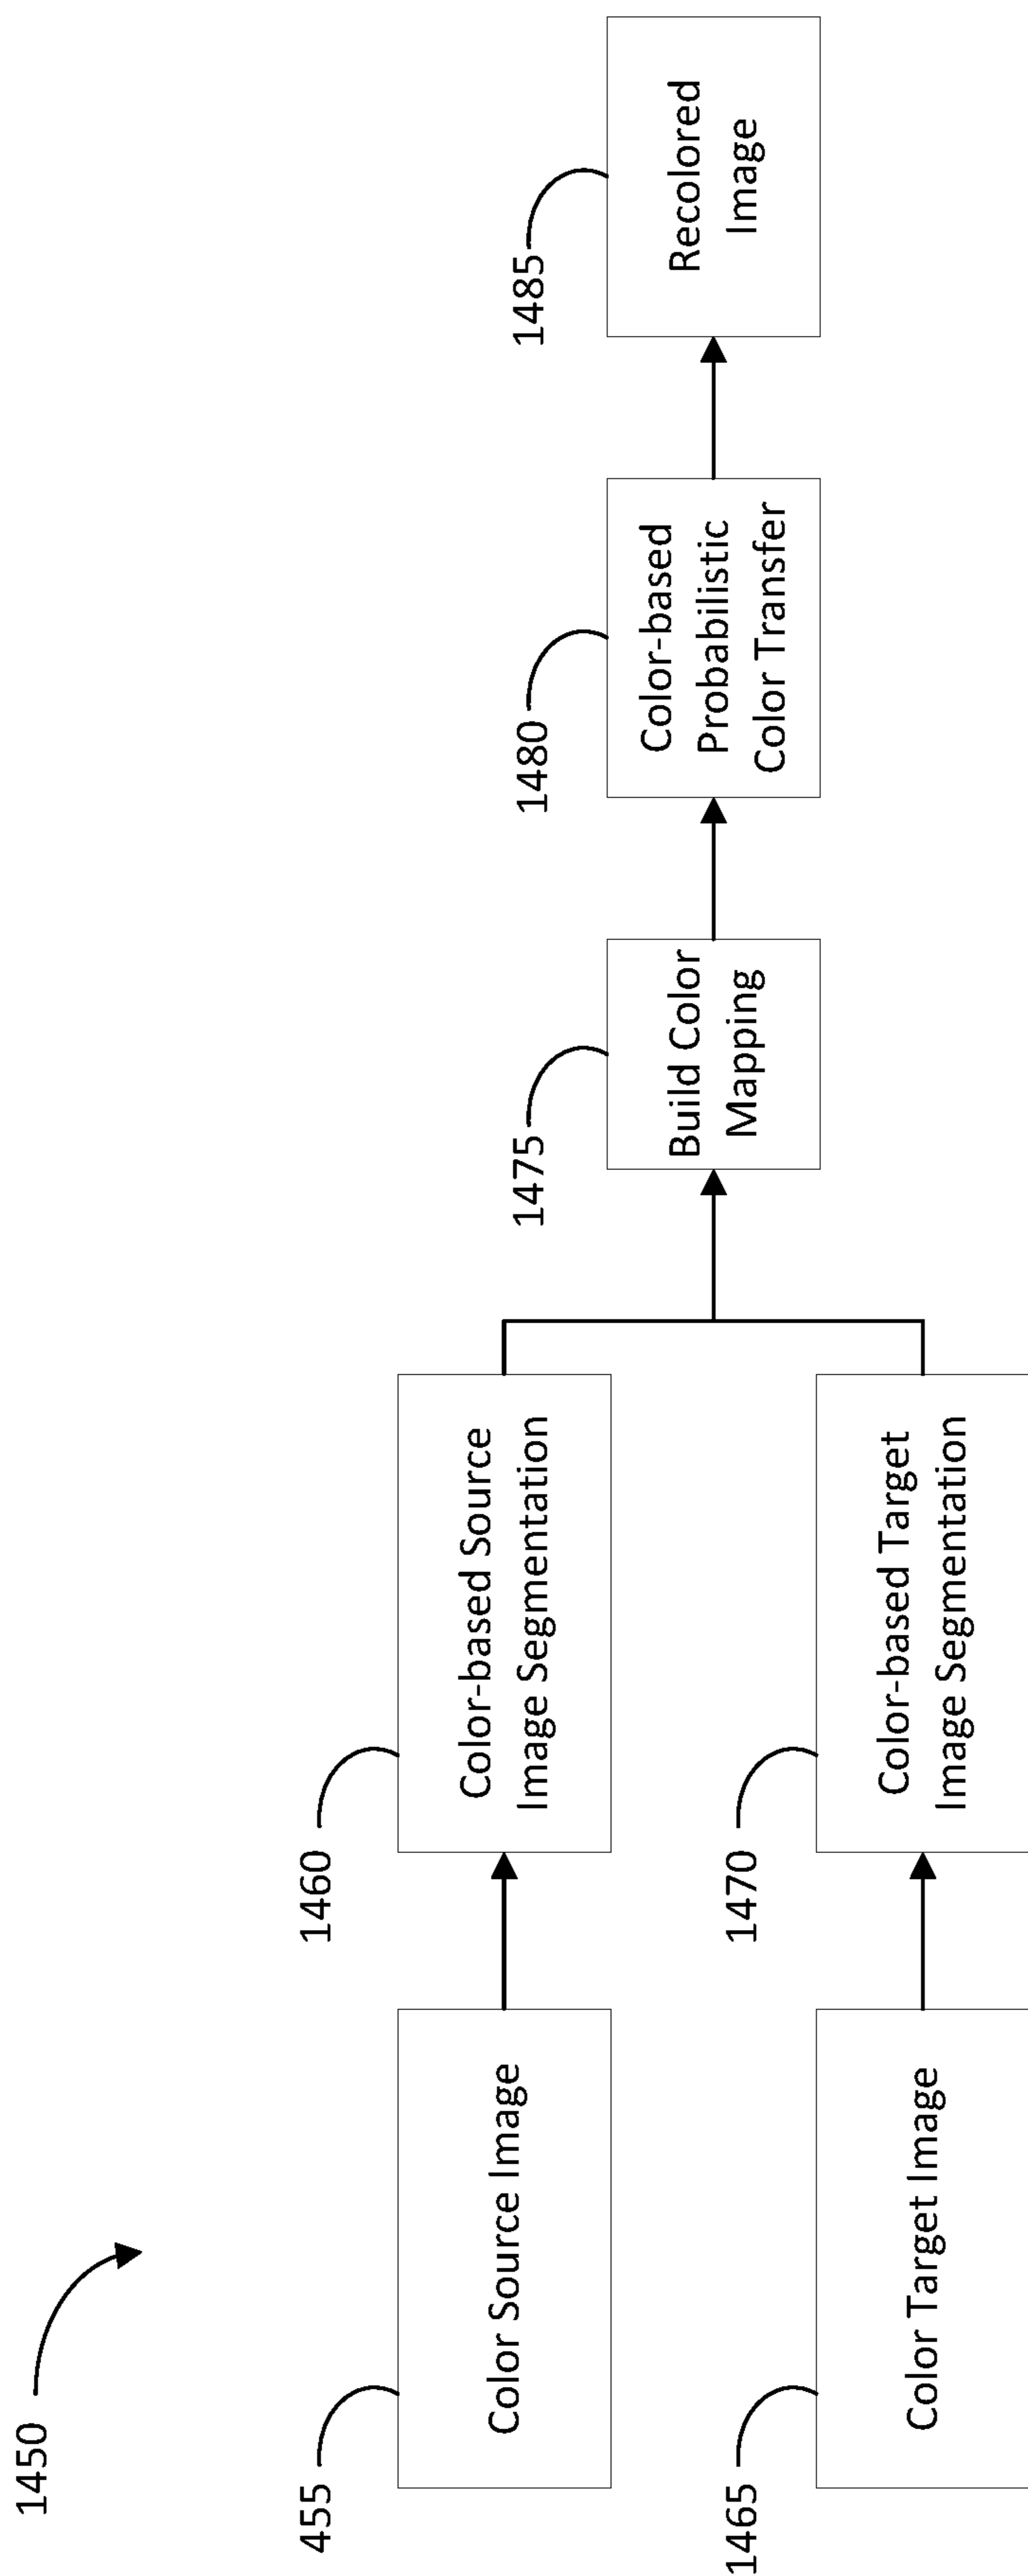 1450
455
Color Source Image
1460
Color-based Source
Image Segmentation
1465
Color Target Image
1470
Color-based Target
Image Segmentation
1475
Build Color
Mapping
1480
Color-based
Probabilistic
Color Transfer
1485
Recolored
Image